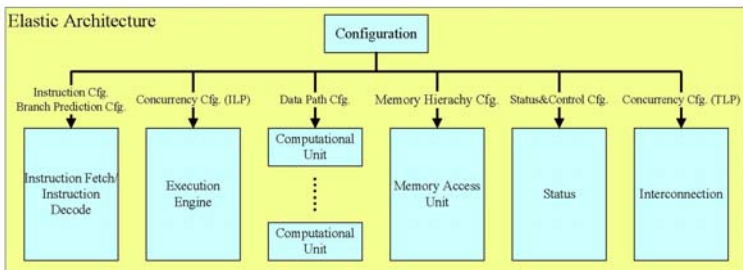 Elastic Architecture
Configuration
Instruction Cfg.
Branch Prediction Cfg.
Concurrency Cfg. (ILP)
Data Path Cfg.
Memory Hierachy Cfg.
Status&Control Cfg.
Concurrency Cfg. (TLP)
Instruction Fetch/
Instruction
Decode
Execution
Engine
Computational
Unit
Computational
Unit
Memory Access
Unit
Status
Interconnection